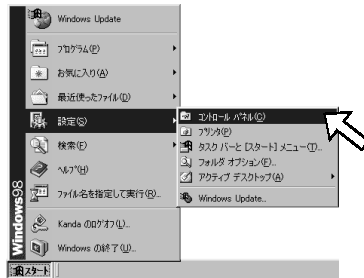 Windows Update
プログラム(P)
お気に入り(A)
最近使ったファイル(D)
設定(S)
検索(F)
ヘルプ(H)
ファイル名を指定して実行(R)...
Kanda のログオフ(L)...
Windows の終了(U)...
コントロール パネル(C)
プリンタ(P)
タスク バーと [スタート] メニュー(T)...
フォルダ オプション(F)...
アクティブ デスクトップ(A)
Windows Update...
Windows98
スタート